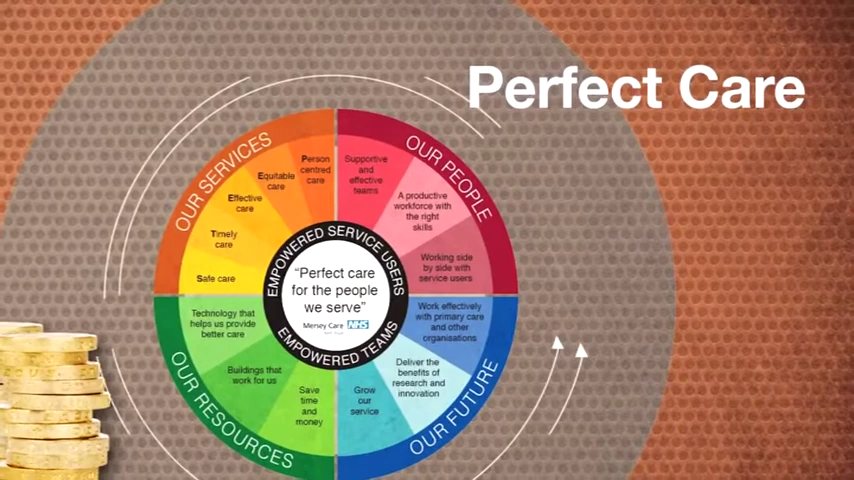 Perfect Care
OUR SERVICES
Person
centred
care
Equitable
care
Effective
care
Timely
care
Safe care
OUR PEOPLE
Supportive
and
effective
teams
A productive
workforce with
the right
skills
Working side
by side with
service users
EMPOWERED SERVICE USERS
"Perfect care
for the people
we serve"
Mersey Care NHS
EMPOWERED TEAMS
Technology that
helps us provide
better care
Buildings that
work for us
Save
time
and
money
OUR RESOURCES
Work effectively
with primary care
and other
organisations
Deliver the
benefits of
research and
innovation
Grow
our
service
OUR FUTURE